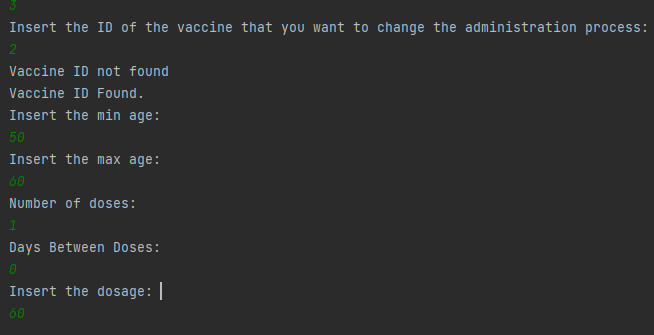 3
Insert the ID of the vaccine that you want to change the administration process:
2
Vaccine ID not found
Vaccine ID Found.
Insert the min age:
50
Insert the max age:
60
Number of doses:
1
Days Between Doses:
0
Insert the dosage:
60